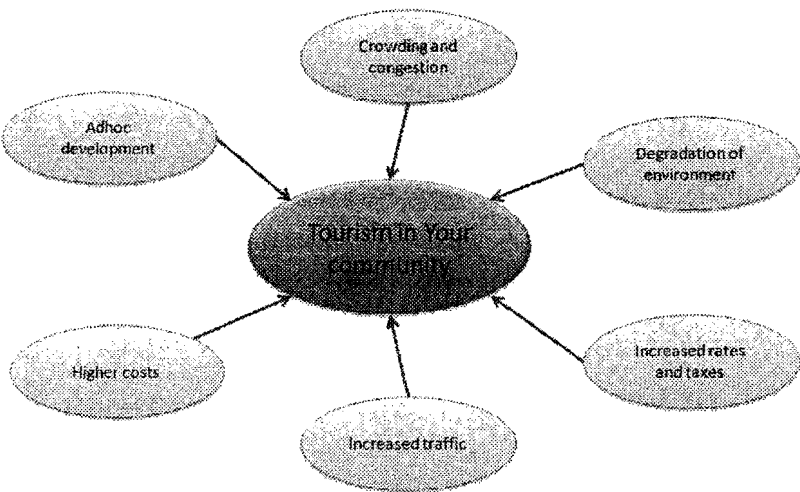 Crowding and
congestion
Adhoc
development
Degradation of
environment
Tourism in Your
community
Higher costs
Increased rates
and taxes
Increased traffic